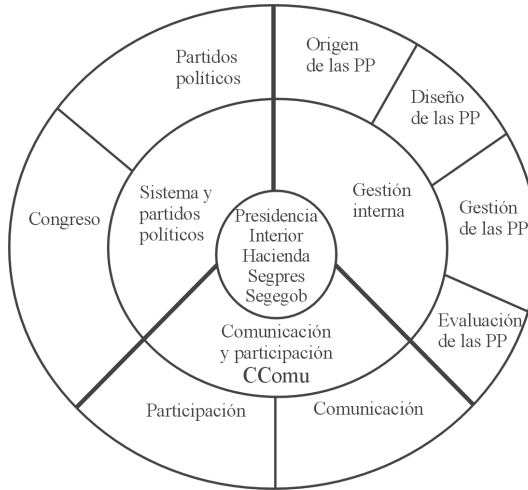 Partidos
políticos
Origen
de las PP
Diseño
de las PP
Congreso
Sistema y
partidos
políticos
Presidencia
Interior
Hacienda
Segpres
Segegob
Gestión
interna
Gestión
de las PP
Evaluación
de las PP
Comunicación
y participación
CComu
Participación
Comunicación